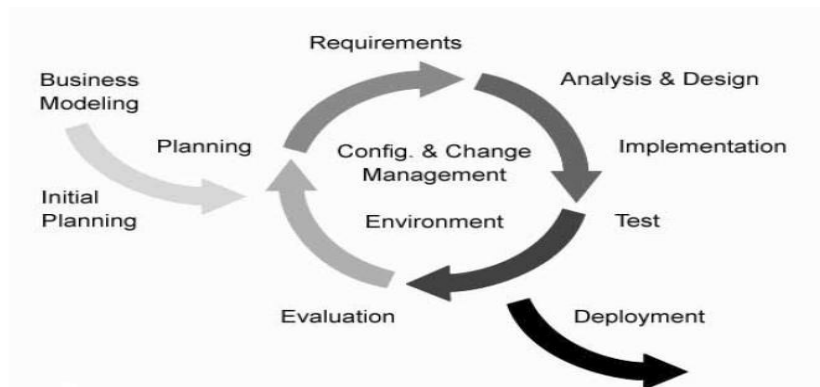 Requirements
Business
Modeling
Analysis & Design
Planning
Config. & Change
Management
Implementation
Initial
Planning
Environment
Test
Evaluation
Deployment